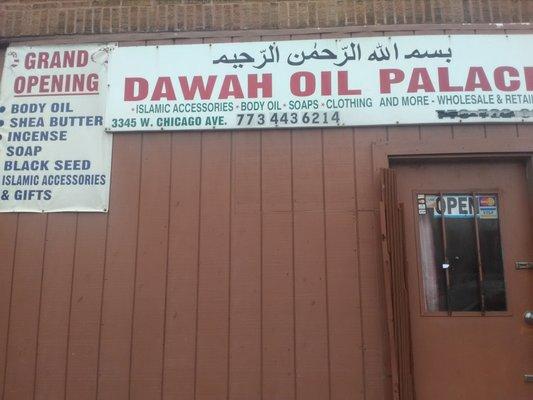 GRAND
OPENING
• BODY OIL
• SHEA BUTTER
• INCENSE
SOAP
BLACK SEED
ISLAMIC ACCESSORIES
& GIFTS
بسم الله الرّحمٰن الرّحيم
DAWAH OIL PALACE
•ISLAMIC ACCESSORIES • BODY OIL • SOAPS • CLOTHING AND MORE - WHOLESALE & RETAIL
3345 W. CHICAGO AVE. 773 443 6214
OPEN